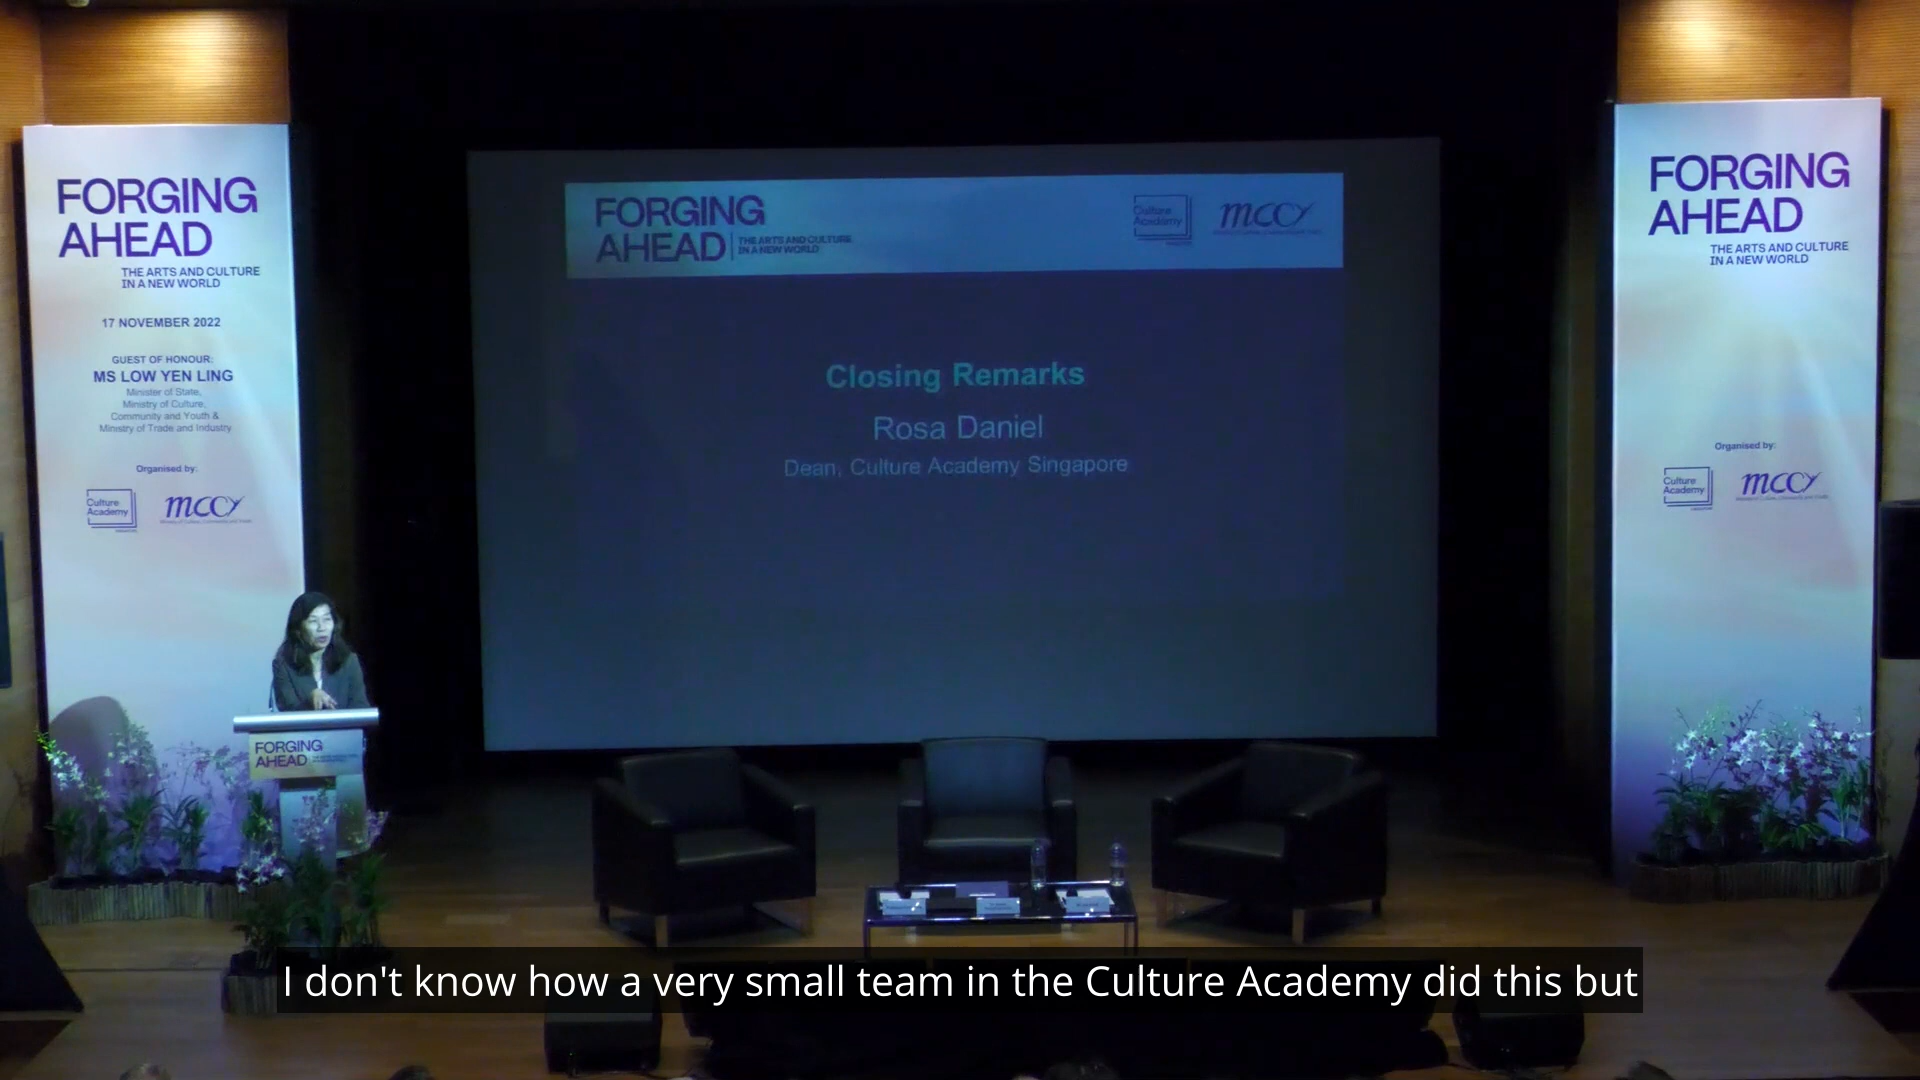 FORGING
AHEAD
THE ARTS AND CULTURE
IN A NEW WORLD
17 NOVEMBER 2022
GUEST OF HONOUR:
MS LOW YEN LING
Minister of State,
Ministry of Culture,
Community and Youth &
Ministry of Trade and Industry
Organised by:
Culture
Academy
mccy
FORGING
AHEAD
THE ARTS AND CULTURE
IN A NEW WORLD
Culture
Academy
mccy
Closing Remarks
Rosa Daniel
Dean, Culture Academy Singapore
FORGING
AHEAD
THE ARTS AND CULTURE
IN A NEW WORLD
Organised by:
Culture
Academy
mccy
FORGING
AHEAD
I don't know how a very small team in the Culture Academy did this but